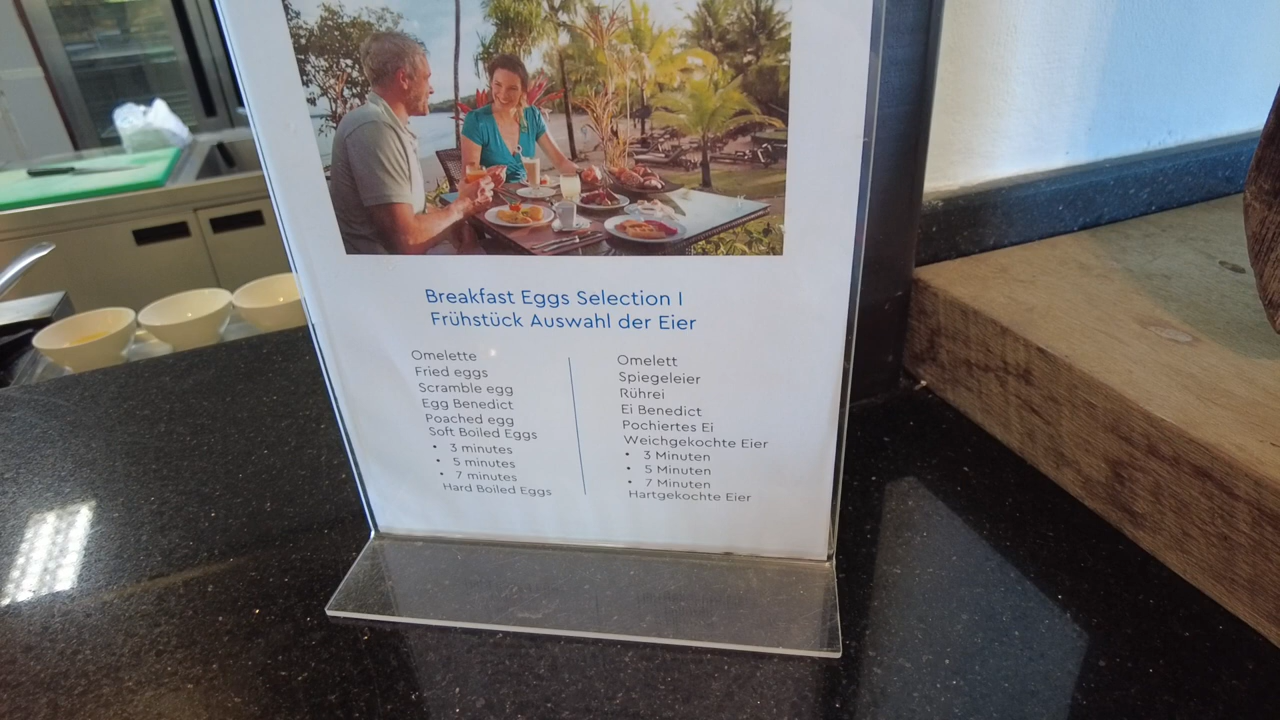 Breakfast Eggs Selection I
Frühstück Auswahl der Eier
Omelette
Fried eggs
Scramble egg
Egg Benedict
Poached egg
Soft Boiled Eggs
• 3 minutes
• 5 minutes
• 7 minutes
Hard Boiled Eggs
Omelett
Spiegeleier
Rührei
Ei Benedict
Pochiertes Ei
Weichgekochte Eier
• 3 Minuten
• 5 Minuten
• 7 Minuten
Hartgekochte Eier